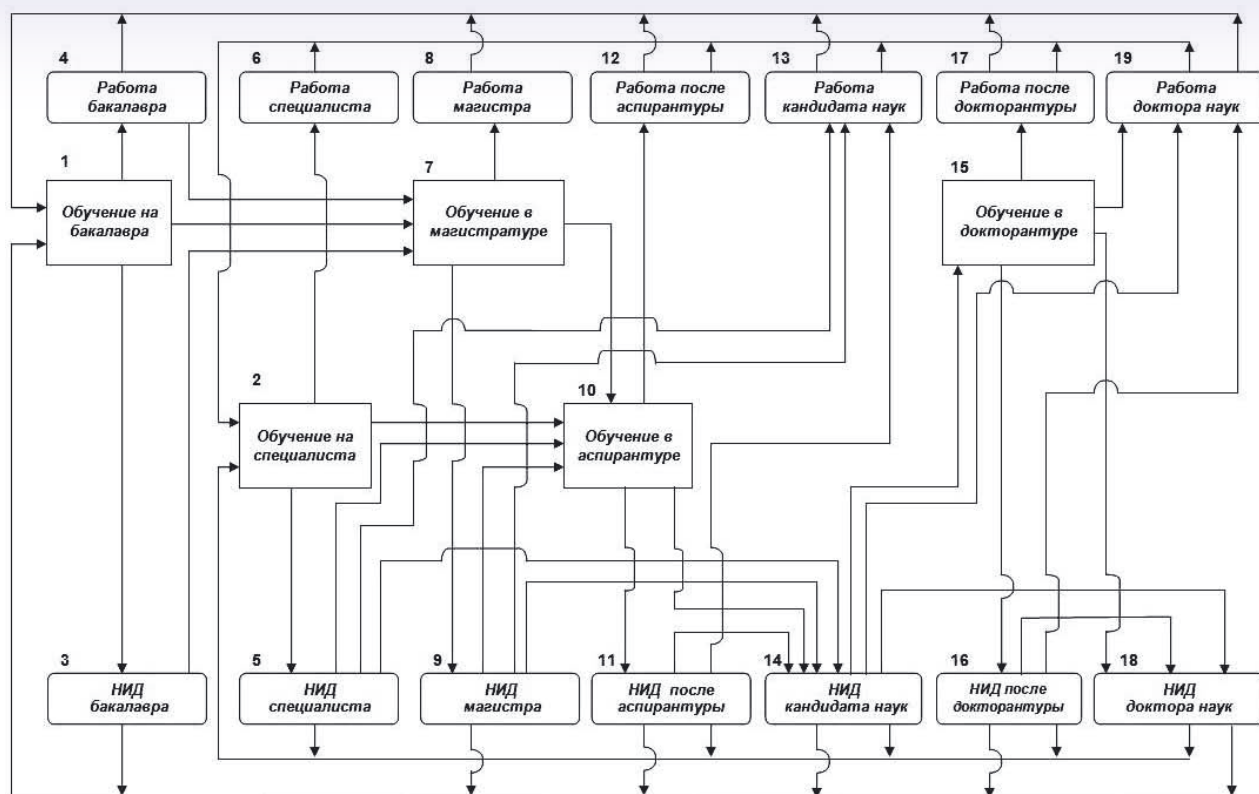 4
6
8
12
13
17
19
Работа
бакалавра
Работа
специалиста
Работа
магистра
Работа после
аспирантуры
Работа
кандидата наук
Работа после
докторантуры
Работа
доктора наук
1
7
15
Обучение на
бакалавра
Обучение в
магистратуре
Обучение в
докторантуре
2
10
Обучение на
специалиста
Обучение в
аспирантуре
3
5
9
11
14
16
18
НИД
бакалавра
НИД
специалиста
НИД
магистра
НИД после
аспирантуры
НИД
кандидата наук
НИД после
докторантуры
НИД
доктора наук